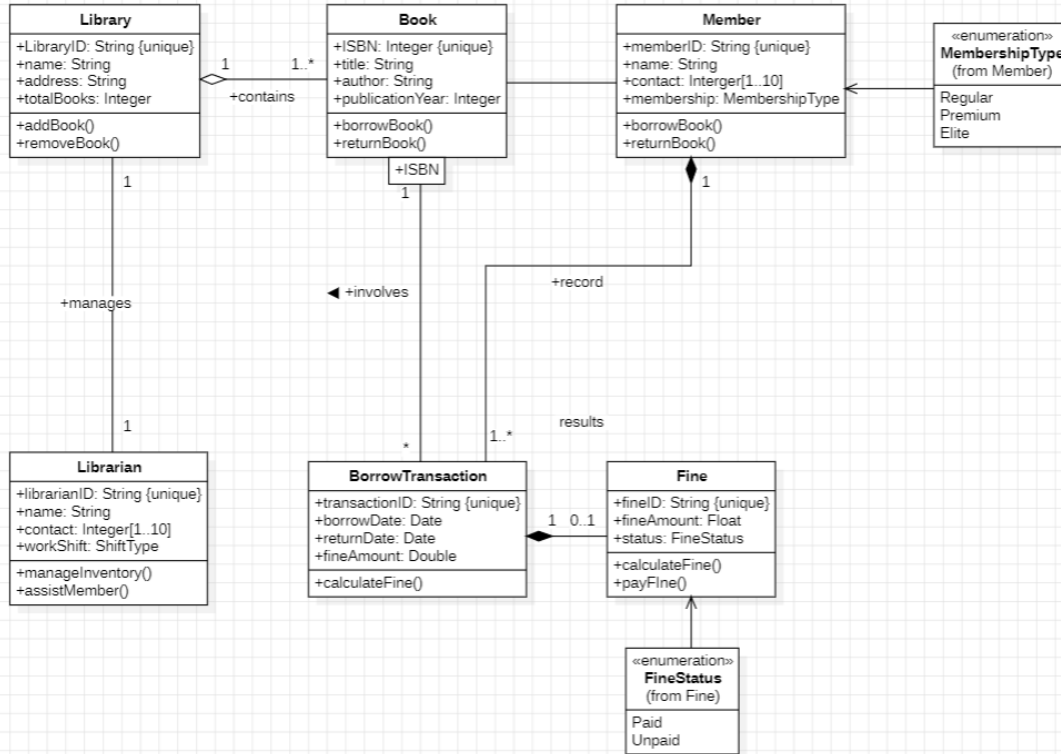 Library
+LibraryID: String {unique}
+name: String
+address: String
+totalBooks: Integer
+addBook()
+removeBook()
1
1..*
+contains
Book
+ISBN: Integer {unique}
+title: String
+author: String
+publicationYear: Integer
+borrowBook()
+returnBook()
+ISBN
1
Member
+memberID: String {unique}
+name: String
+contact: Interger[1..10]
+membership: MembershipType
+borrowBook()
+returnBook()
1
«enumeration»
MembershipType
(from Member)
Regular
Premium
Elite
1
+manages
1
◀ +involves
*
+record
1..*
results
Librarian
+librarianID: String {unique}
+name: String
+contact: Integer[1..10]
+workShift: ShiftType
+manageInventory()
+assistMember()
BorrowTransaction
+transactionID: String {unique}
+borrowDate: Date
+returnDate: Date
+fineAmount: Double
+calculateFine()
1
0..1
Fine
+fineID: String {unique}
+fineAmount: Float
+status: FineStatus
+calculateFine()
+payFIne()
«enumeration»
FineStatus
(from Fine)
Paid
Unpaid